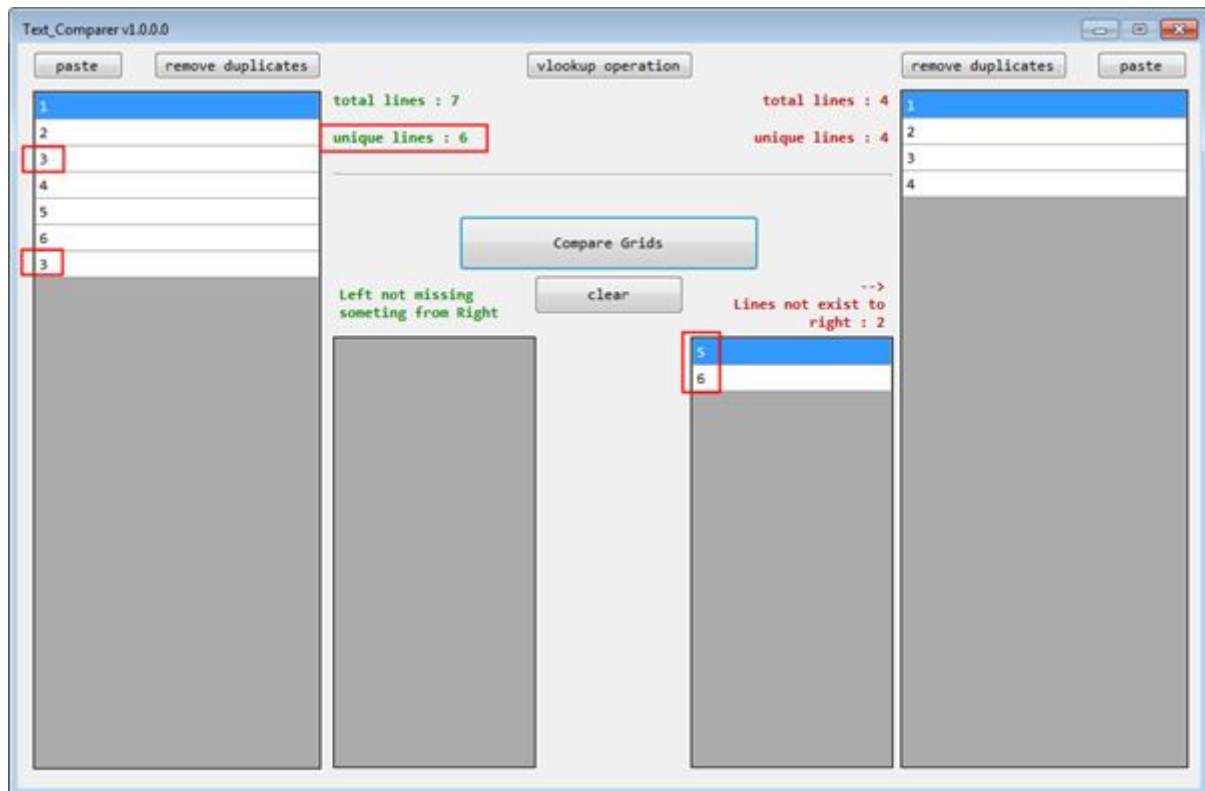 Text_Comparer v1.0.0.0
paste
remove duplicates
vlookup operation
remove duplicates
paste
1
2
3
4
5
6
3
total lines : 7
unique lines : 6
total lines : 4
unique lines : 4
Compare Grids
clear
Left not missing
someting from Right
-->
Lines not exist to
right : 2
5
6
1
2
3
4